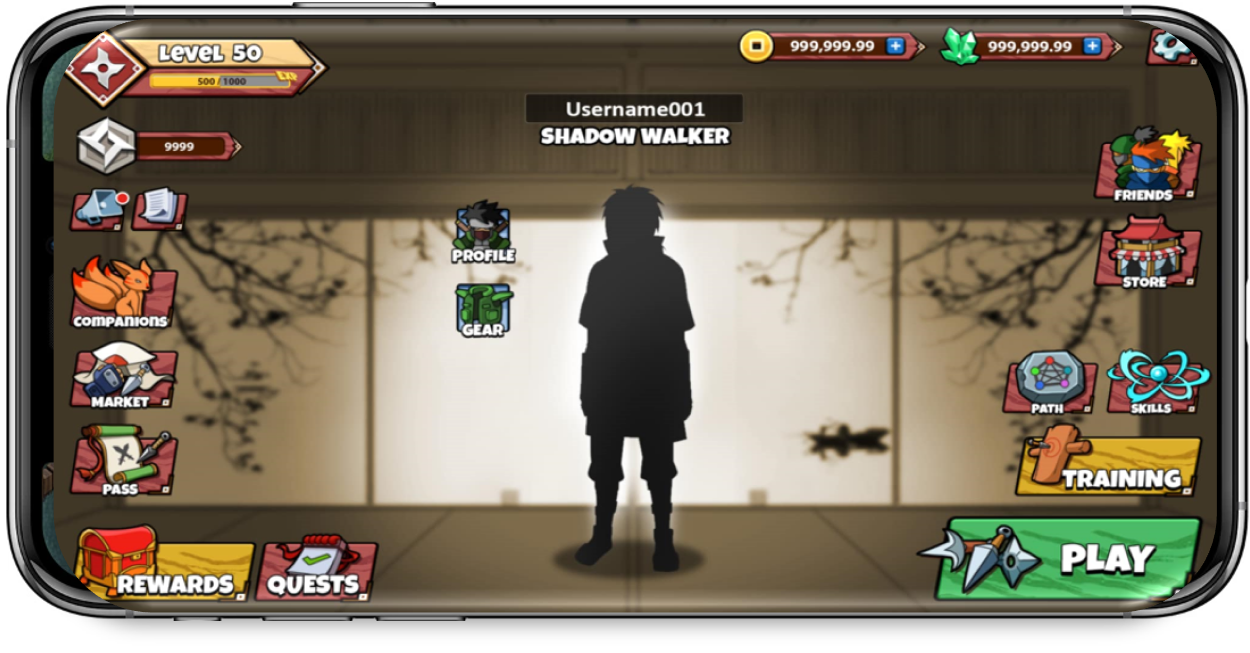 Level 50
500 / 1000
999,999.99
999,999.99
Username001
SHADOW WALKER
9999
FRIENDS
PROFILE
STORE
COMPANIONS
GEAR
MARKET
PATH
SKILLS
PASS
TRAINING
REWARDS
QUESTS
PLAY